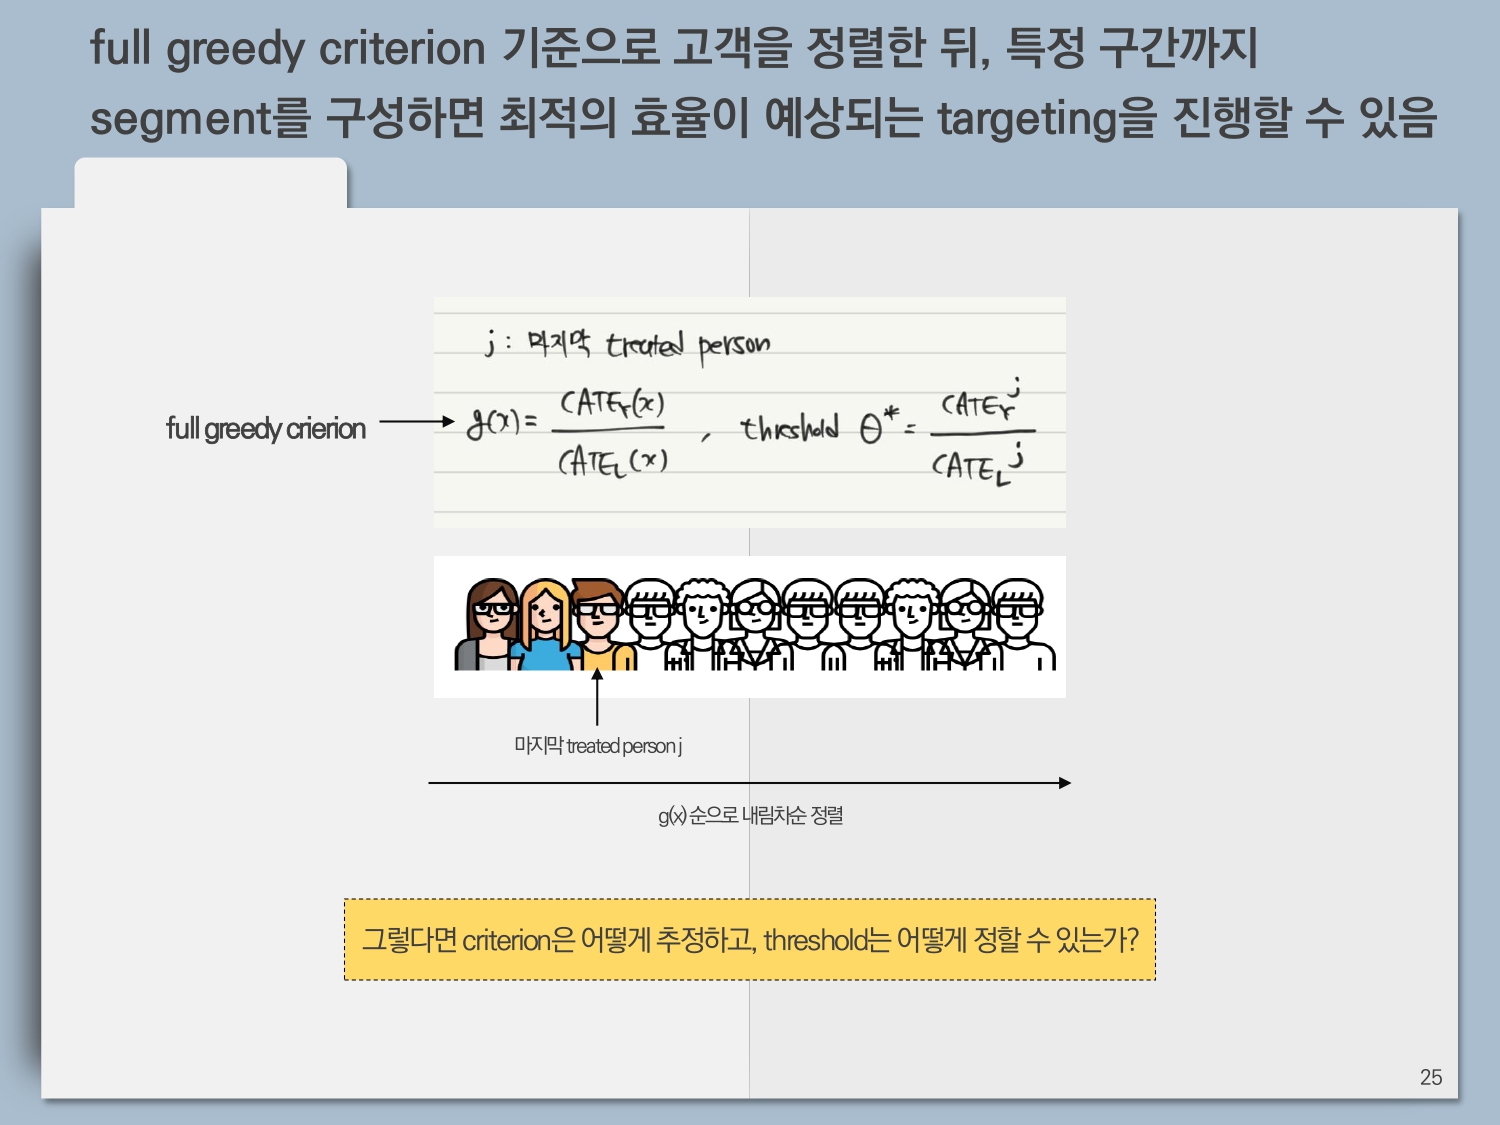 full greedy criterion 기준으로 고객을 정렬한 뒤, 특정 구간까지
segment를 구성하면 최적의 효율이 예상되는 targeting을 진행할 수 있음
j : 마지막 treated person
full greedy crierion
g(x) = CATE_r(x) / CATE_L(x) , threshold θ* = CATE_r^j / CATE_L^j
마지막 treated person j
g(x) 순으로 내림차순 정렬
그렇다면 criterion은 어떻게 추정하고, threshold는 어떻게 정할 수 있는가?
25